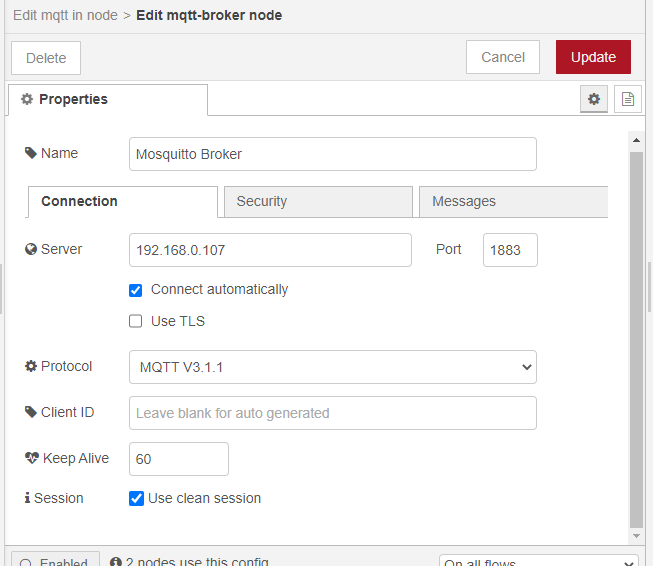 Edit mqtt in node > Edit mqtt-broker node
Delete Cancel Update
Properties
Name Mosquitto Broker
Connection Security Messages
Server 192.168.0.107 Port 1883
Connect automatically
Use TLS
Protocol MQTT V3.1.1
Client ID Leave blank for auto generated
Keep Alive 60
Session Use clean session
Enabled 2 nodes use this config On all flows